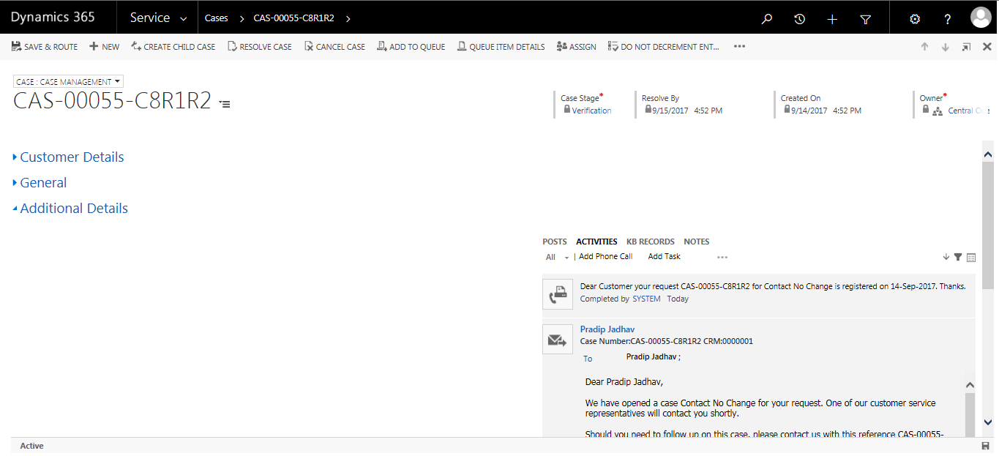 Dynamics 365 Service Cases CAS-00055-C8R1R2
SAVE & ROUTE NEW CREATE CHILD CASE RESOLVE CASE CANCEL CASE ADD TO QUEUE QUEUE ITEM DETAILS ASSIGN DO NOT DECREMENT ENT... •••
CASE : CASE MANAGEMENT
CAS-00055-C8R1R2
Case Stage* Resolve By Created On Owner*
Verification 9/15/2017 4:52 PM 9/14/2017 4:52 PM Central
Customer Details
General
Additional Details
POSTS ACTIVITIES KB RECORDS NOTES
All | Add Phone Call Add Task •••
Dear Customer your request CAS-00055-C8R1R2 for Contact No Change is registered on 14-Sep-2017. Thanks.
Completed by SYSTEM Today
Pradip Jadhav
Case Number:CAS-00055-C8R1R2 CRM:0000001
To Pradip Jadhav ;
Dear Pradip Jadhav,
We have opened a case Contact No Change for your request. One of our customer service
representatives will contact you shortly.
Should you need to follow up on this case, please contact us with this reference CAS-00055-
Active